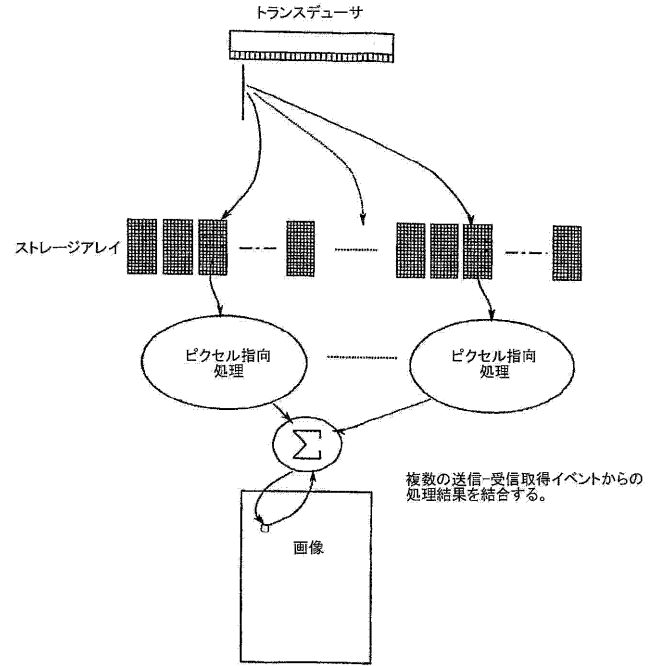 トランスデューサ
ストレージアレイ
ピクセル指向
処理
ピクセル指向
処理
Σ
複数の送信-受信取得イベントからの
処理結果を結合する。
画像